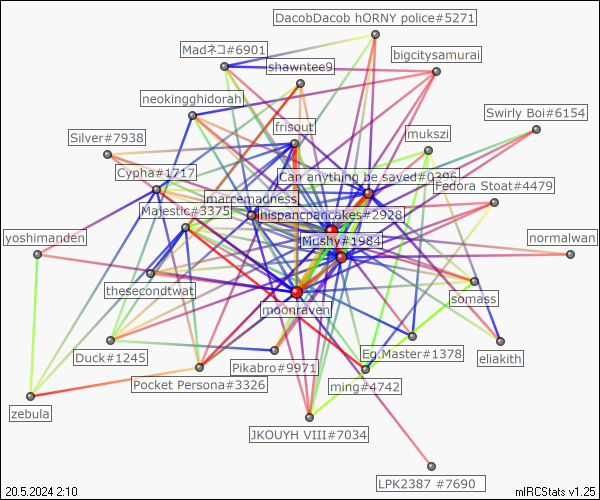 DacobDacob hORNY police#5271
Madネコ#6901
bigcitysamurai
shawntee9
neokingghidorah
Swirly Boi#6154
frisout
mukszi
Silver#7938
Cypha#1717
Can anything be saved#0396
Fedora Stoat#4479
marcemadness
Majestic#3375
hispancpancakes#2928
yoshimanden
Mushy#1984
normalwan
thesecondtwat
somass
moonraven
Duck#1245
Eg.Master#1378
eliakith
Pikabro#9971
Pocket Persona#3326
ming#4742
zebula
JKOUYH VIII#7034
LPK2387 #7690
20.5.2024 2:10
mIRCStats v1.25